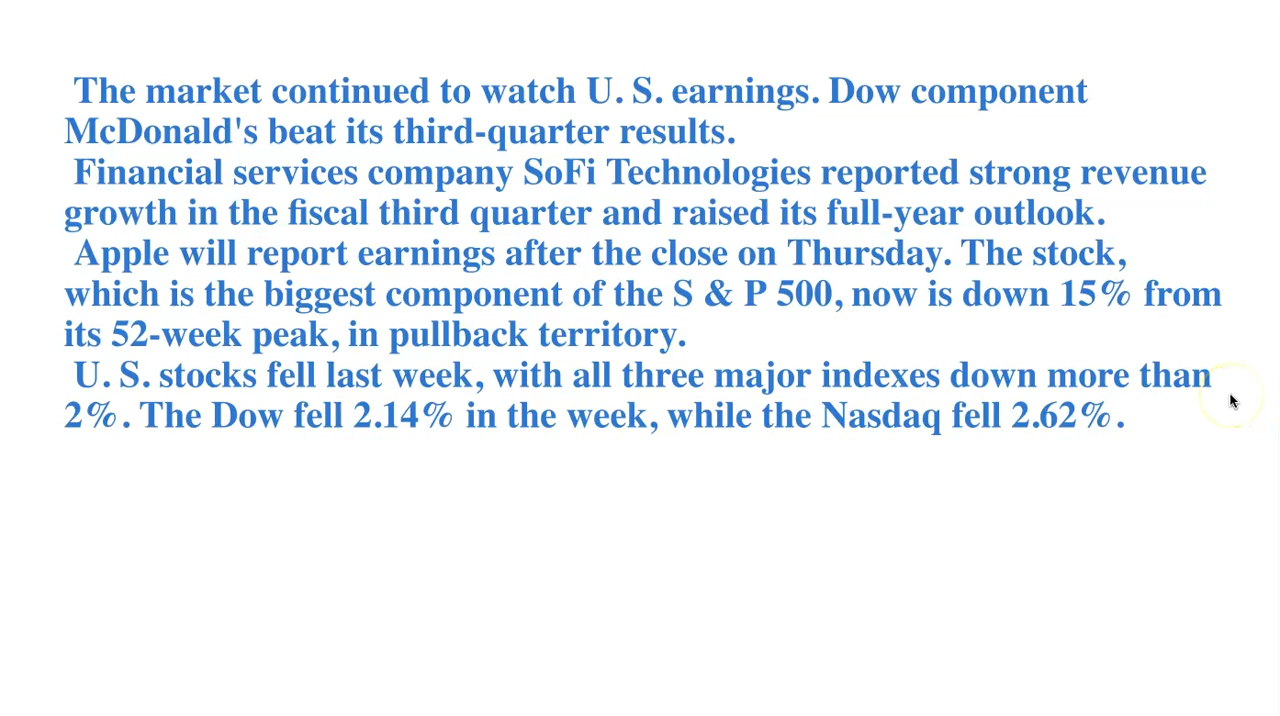 The market continued to watch U. S. earnings. Dow component
McDonald's beat its third-quarter results.
Financial services company SoFi Technologies reported strong revenue
growth in the fiscal third quarter and raised its full-year outlook.
Apple will report earnings after the close on Thursday. The stock,
which is the biggest component of the S & P 500, now is down 15% from
its 52-week peak, in pullback territory.
U. S. stocks fell last week, with all three major indexes down more than
2%. The Dow fell 2.14% in the week, while the Nasdaq fell 2.62%.